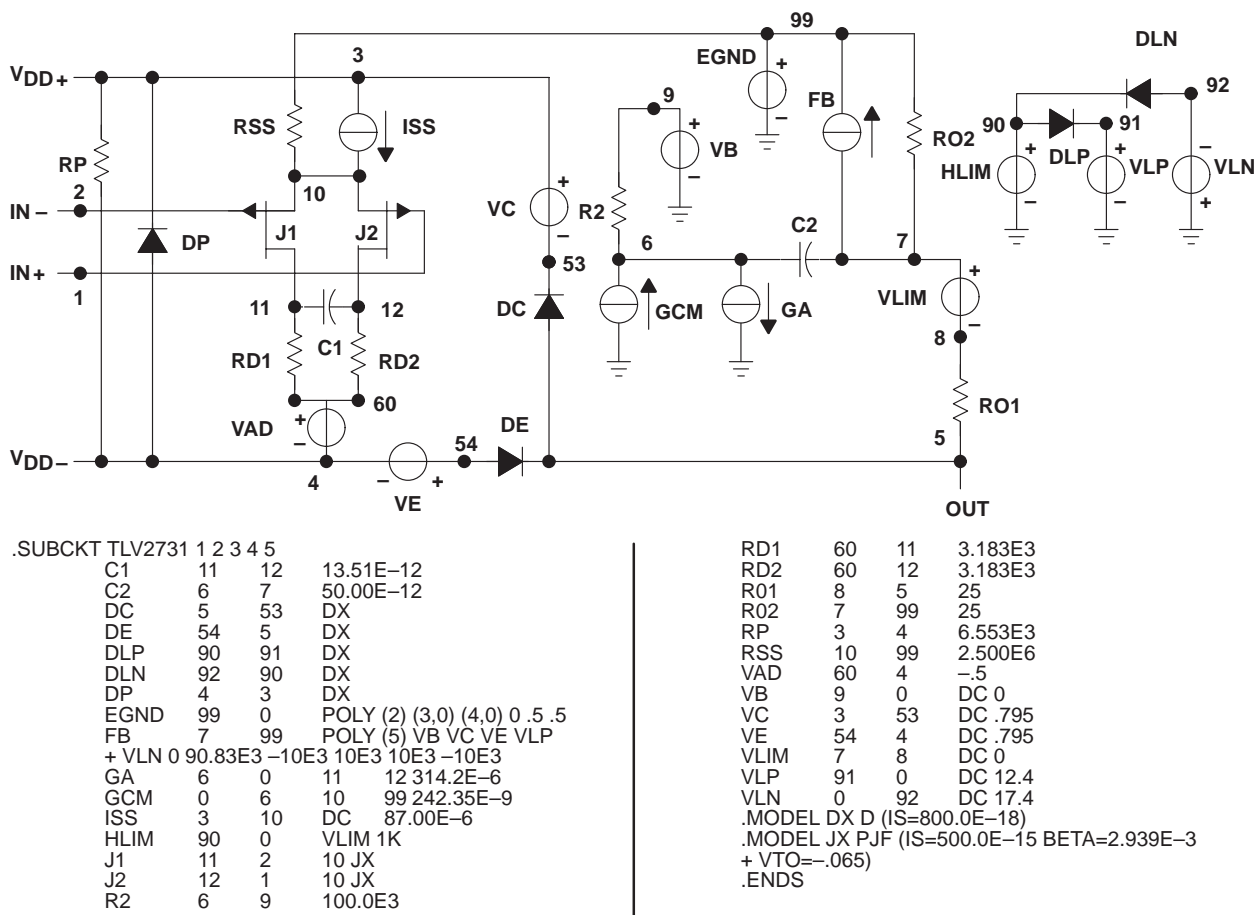 99
3
DLN
VDD+
EGND
+
FB
92
9
RSS
ISS
+
VB
−
−
RO2
90
91
RP
10
HLIM
+
−
DLP
+
VLP
−
−
VLN
+
2
IN −
J1
J2
VC
+
−
R2
C2
DP
6
7
IN +
1
53
VLIM
+
−
11
12
DC
GCM
GA
8
C1
RD1
RD2
60
RO1
VAD
+
−
DE
5
VDD−
54
4
−
+
VE
OUT
.SUBCKT TLV2731 1 2 3 4 5
C1 11 12 13.51E−12
C2 6 7 50.00E−12
DC 5 53 DX
DE 54 5 DX
DLP 90 91 DX
DLN 92 90 DX
DP 4 3 DX
EGND 99 0 POLY (2) (3,0) (4,0) 0 .5 .5
FB 7 99 POLY (5) VB VC VE VLP
+ VLN 0 90.83E3 −10E3 10E3 10E3 −10E3
GA 6 0 11 12 314.2E−6
GCM 0 6 10 99 242.35E−9
ISS 3 10 DC 87.00E−6
HLIM 90 0 VLIM 1K
J1 11 2 10 JX
J2 12 1 10 JX
R2 6 9 100.0E3
RD1 60 11 3.183E3
RD2 60 12 3.183E3
R01 8 5 25
R02 7 99 25
RP 3 4 6.553E3
RSS 10 99 2.500E6
VAD 60 4 −.5
VB 9 0 DC 0
VC 3 53 DC .795
VE 54 4 DC .795
VLIM 7 8 DC 0
VLP 91 0 DC 12.4
VLN 0 92 DC 17.4
.MODEL DX D (IS=800.0E−18)
.MODEL JX PJF (IS=500.0E−15 BETA=2.939E−3
+ VTO=−.065)
.ENDS